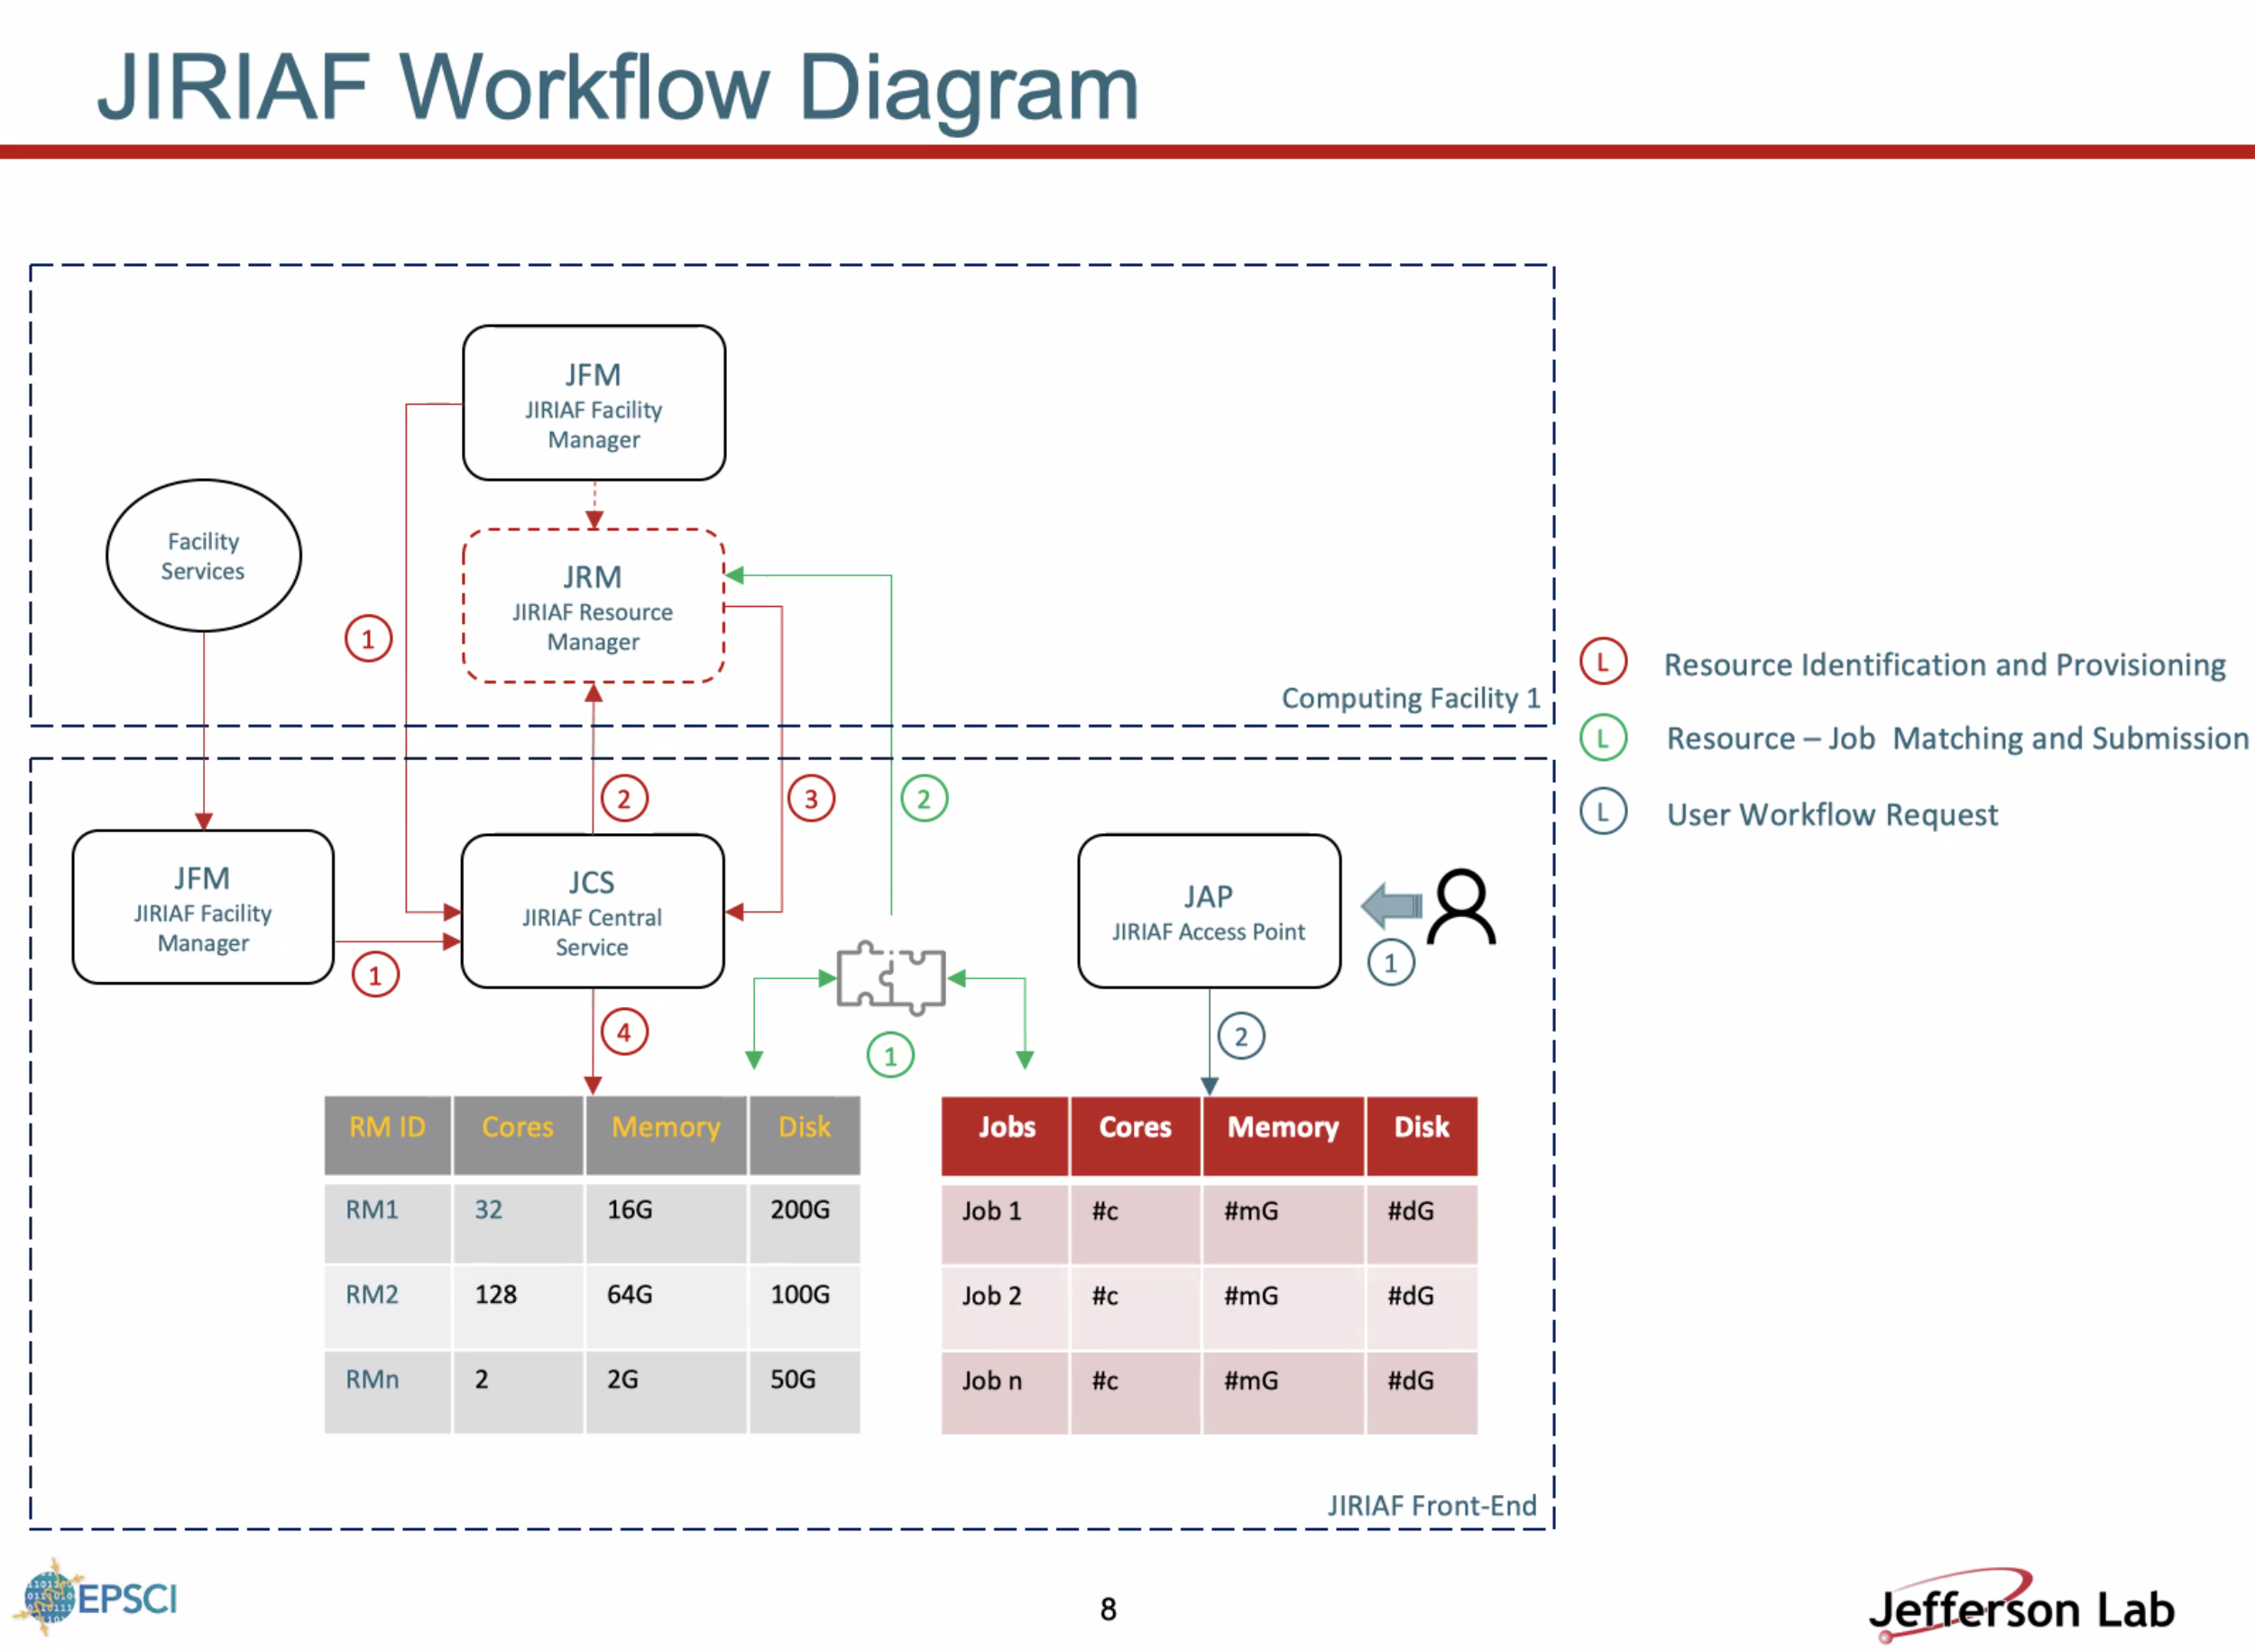 JIRIAF Workflow Diagram
JFM
JIRIAF Facility
Manager
Facility
Services
JRM
JIRIAF Resource
Manager
1
Computing Facility 1
L Resource Identification and Provisioning
L Resource – Job Matching and Submission
L User Workflow Request
2
3
2
JFM
JIRIAF Facility
Manager
1
JCS
JIRIAF Central
Service
JAP
JIRIAF Access Point
1
4
1
2
RM ID Cores Memory Disk
RM1 32 16G 200G
RM2 128 64G 100G
RMn 2 2G 50G
Jobs Cores Memory Disk
Job 1 #c #mG #dG
Job 2 #c #mG #dG
Job n #c #mG #dG
JIRIAF Front-End
EPSCI
8
Jefferson Lab